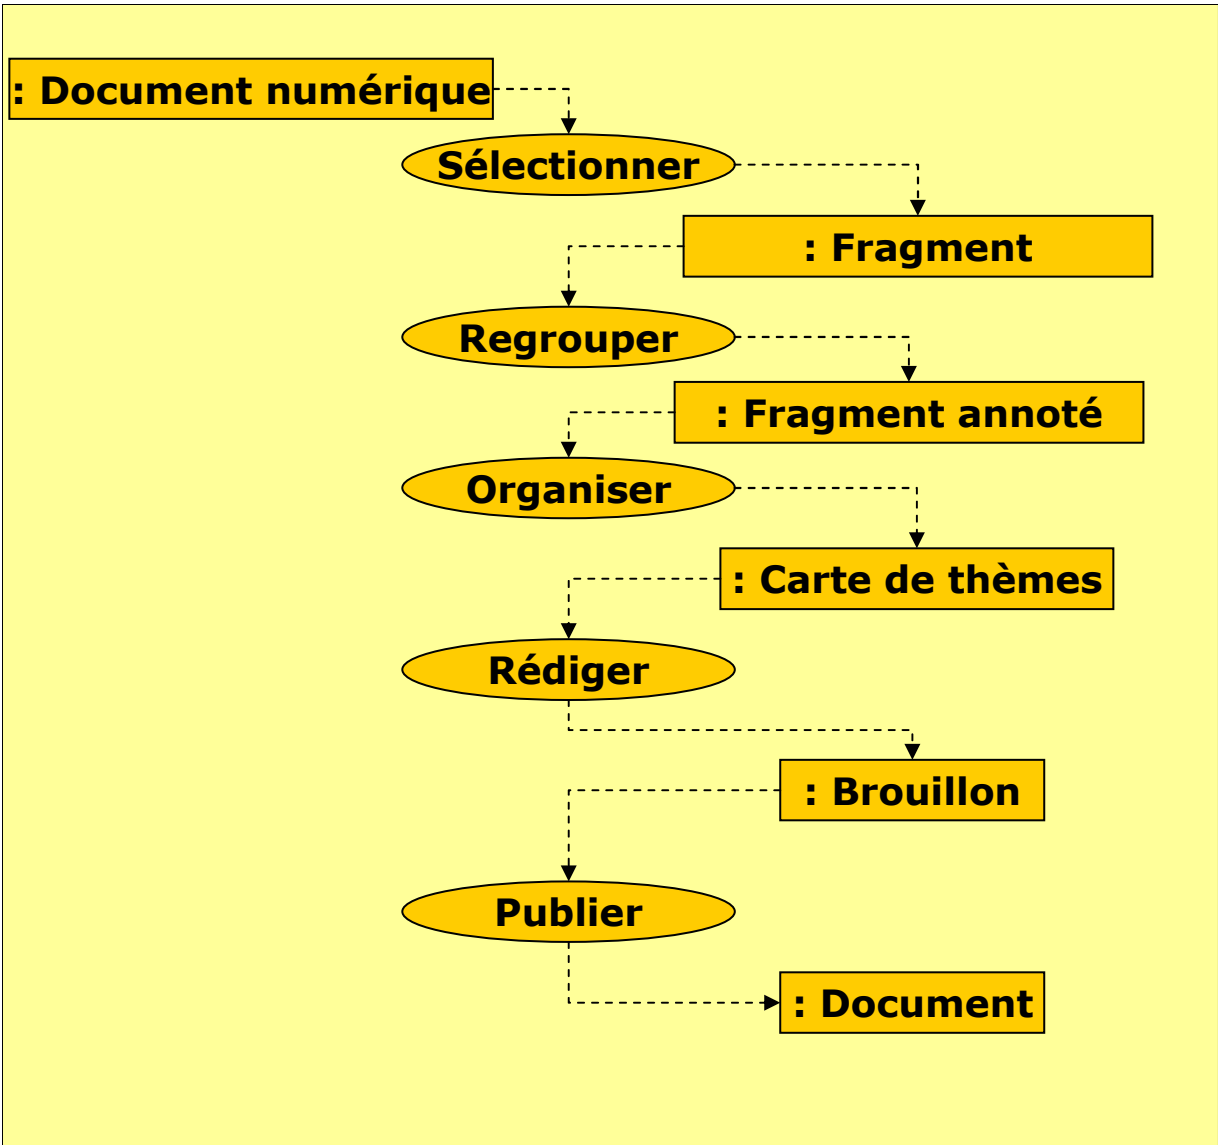 : Document numérique
Sélectionner
: Fragment
Regrouper
: Fragment annoté
Organiser
: Carte de thèmes
Rédiger
: Brouillon
Publier
: Document